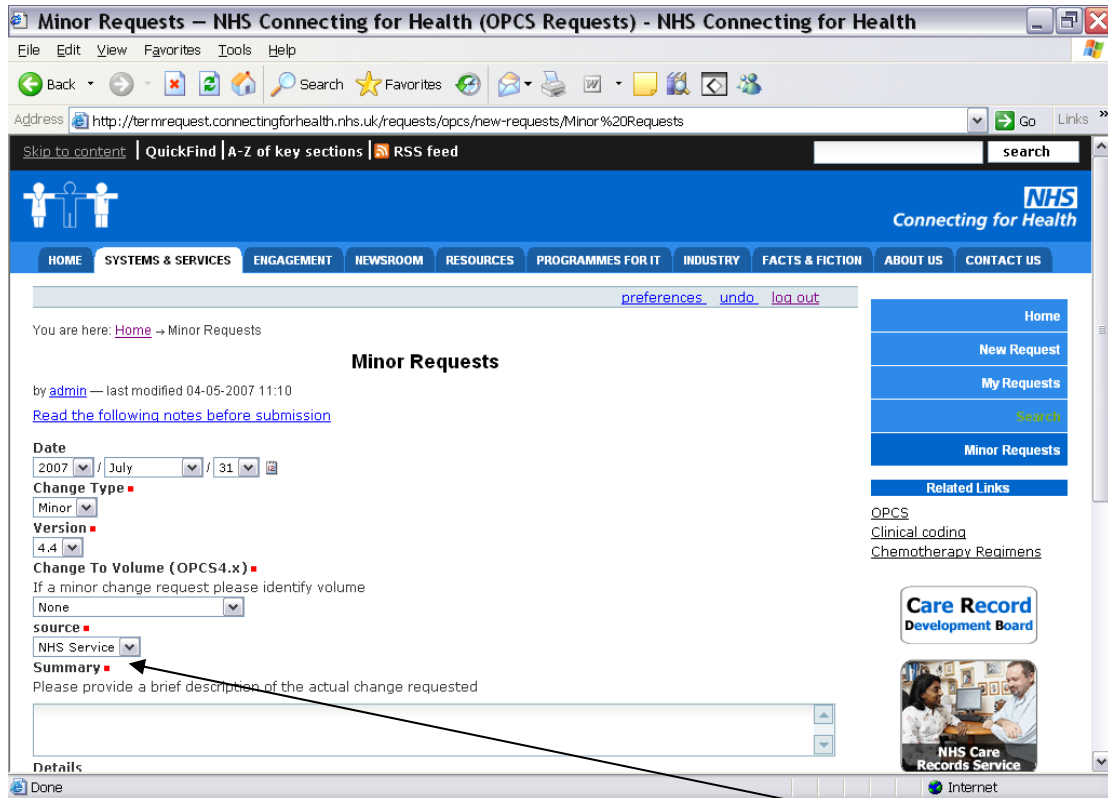 Minor Requests — NHS Connecting for Health (OPCS Requests) - NHS Connecting for Health
File Edit View Favorites Tools Help
Back Search Favorites
Address http://termrequest.connectingforhealth.nhs.uk/requests/opcs/new-requests/Minor%20Requests Go Links »
Skip to content | QuickFind | A-Z of key sections | RSS feed search
NHS
Connecting for Health
HOME SYSTEMS & SERVICES ENGAGEMENT NEWSROOM RESOURCES PROGRAMMES FOR IT INDUSTRY FACTS & FICTION ABOUT US CONTACT US
preferences undo log out
You are here: Home → Minor Requests
Minor Requests
by admin — last modified 04-05-2007 11:10
Read the following notes before submission
Date
2007 / July / 31
Change Type
Minor
Version
4.4
Change To Volume (OPCS4.x)
If a minor change request please identify volume
None
source
NHS Service
Summary
Please provide a brief description of the actual change requested
Details
Home
New Request
My Requests
Search
Minor Requests
Related Links
OPCS
Clinical coding
Chemotherapy Regimens
Care Record
Development Board
NHS Care
Records Service
Done Internet